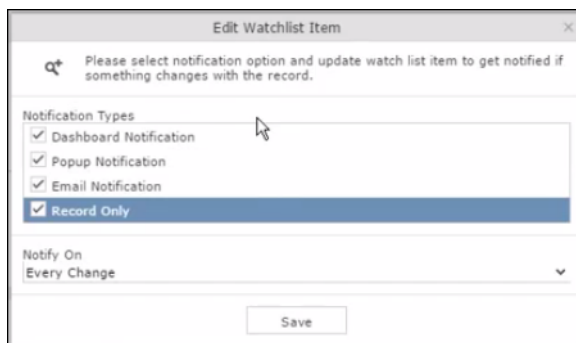 Edit Watchlist Item
Please select notification option and update watch list item to get notified if
something changes with the record.
Notification Types
Dashboard Notification
Popup Notification
Email Notification
Record Only
Notify On
Every Change
Save